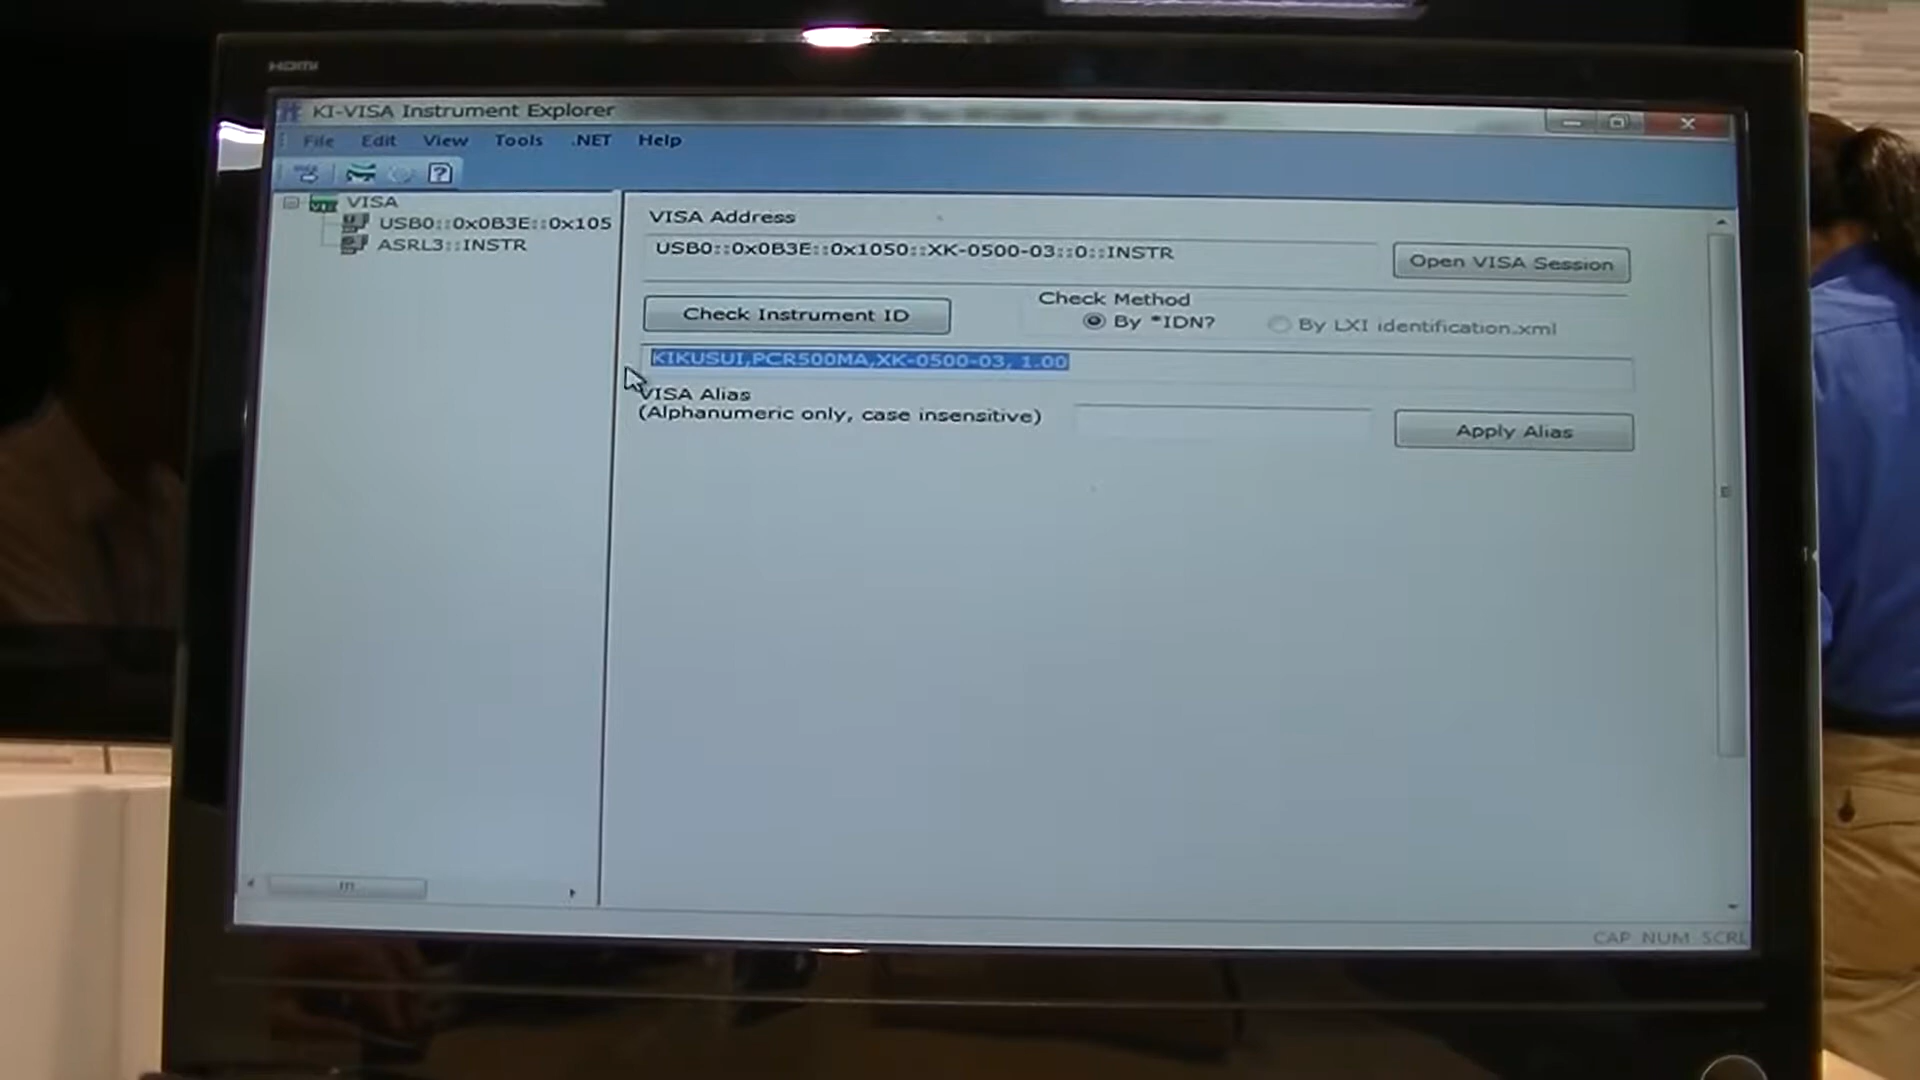 HDMI
KI-VISA Instrument Explorer
File Edit View Tools .NET Help
VISA
USB0::0x0B3E::0x105
ASRL3::INSTR
VISA Address
USB0::0x0B3E::0x1050::XK-0500-03::0::INSTR
Open VISA Session
Check Instrument ID
Check Method
By *IDN?
By LXI identification.xml
KIKUSUI,PCR500MA,XK-0500-03, 1.00
VISA Alias
(Alphanumeric only, case insensitive)
Apply Alias
CAP NUM SCRL